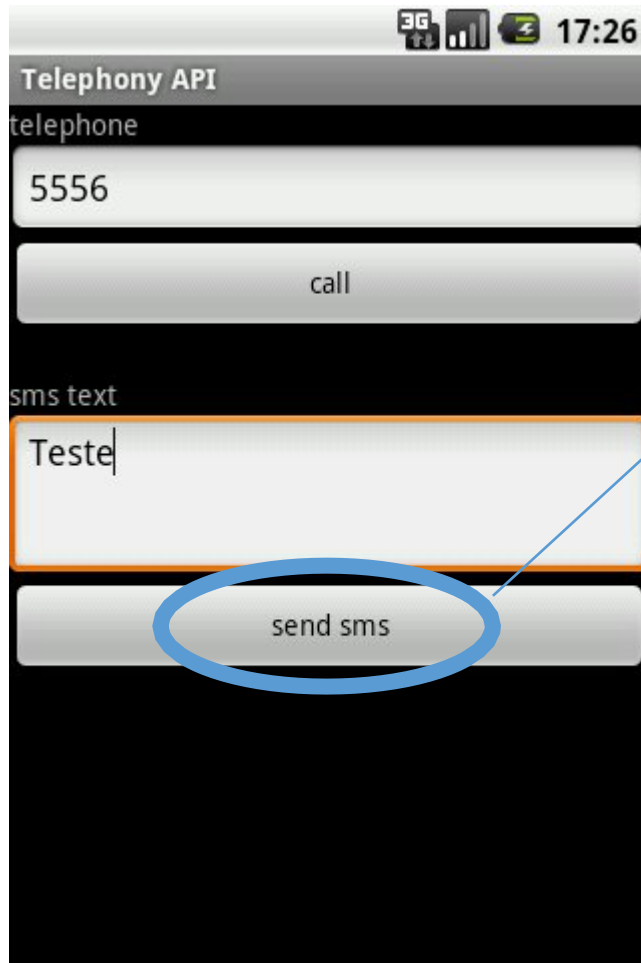 3G 17:26
Telephony API
telephone
5556
call
sms text
Teste
send sms